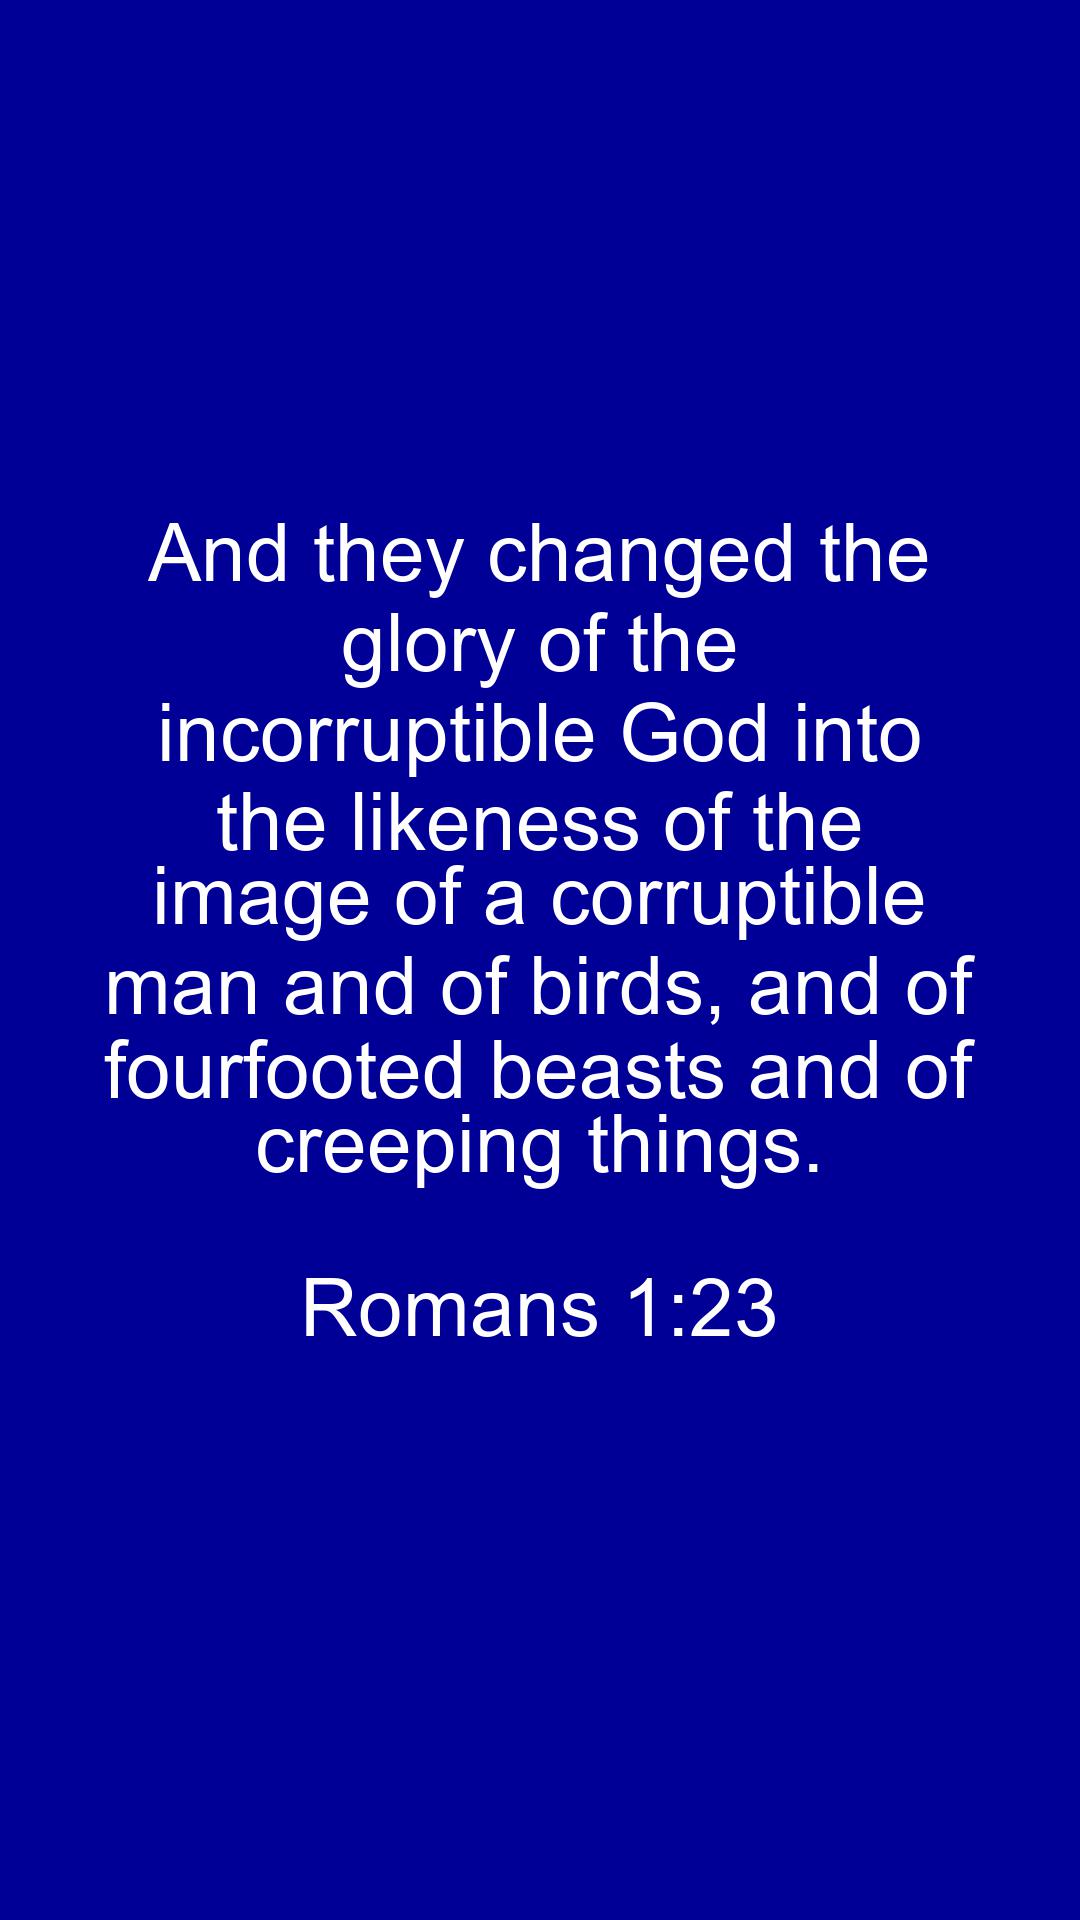 And they changed the
glory of the
incorruptible God into
the likeness of the
image of a corruptible
man and of birds, and of
fourfooted beasts and of
creeping things.
Romans 1:23